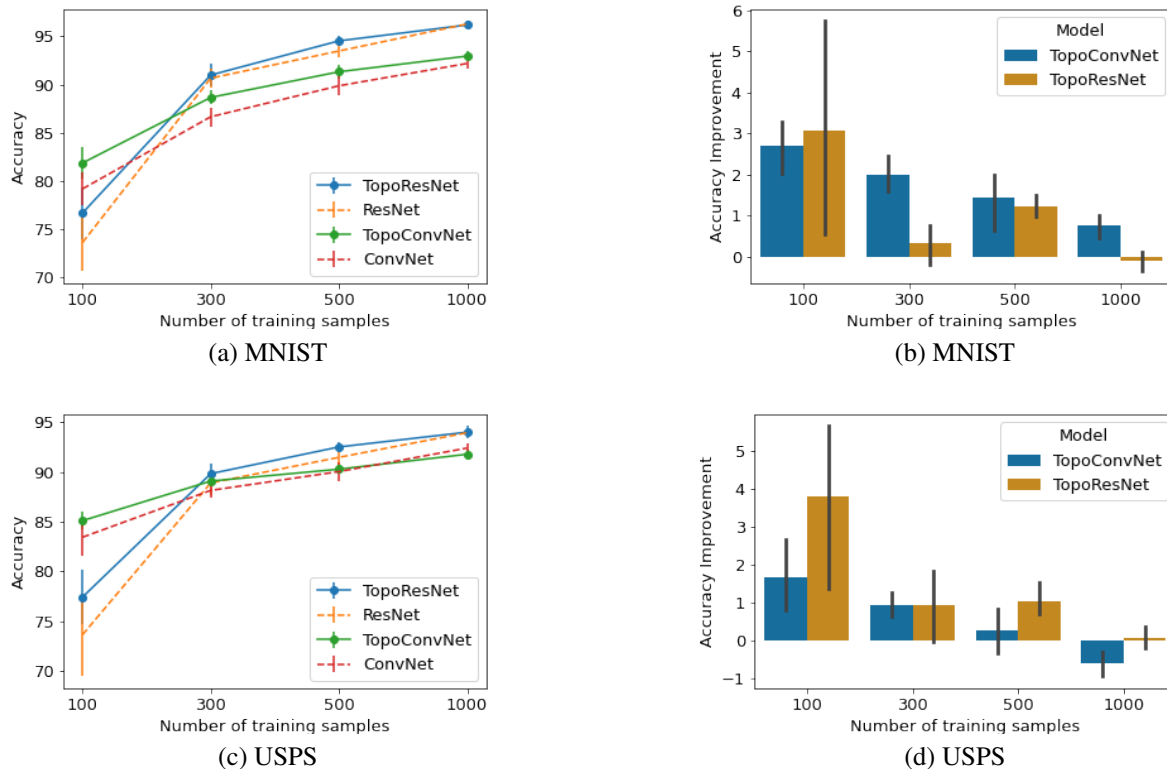 95
90
85
80
75
70
Accuracy
100
300
500
1000
Number of training samples
TopoResNet
ResNet
TopoConvNet
ConvNet
(a) MNIST
6
5
4
3
2
1
0
Accuracy Improvement
100
300
500
1000
Number of training samples
Model
TopoConvNet
TopoResNet
(b) MNIST
95
90
85
80
75
70
Accuracy
100
300
500
1000
Number of training samples
TopoResNet
ResNet
TopoConvNet
ConvNet
(c) USPS
5
4
3
2
1
0
−1
Accuracy Improvement
100
300
500
1000
Number of training samples
Model
TopoConvNet
TopoResNet
(d) USPS